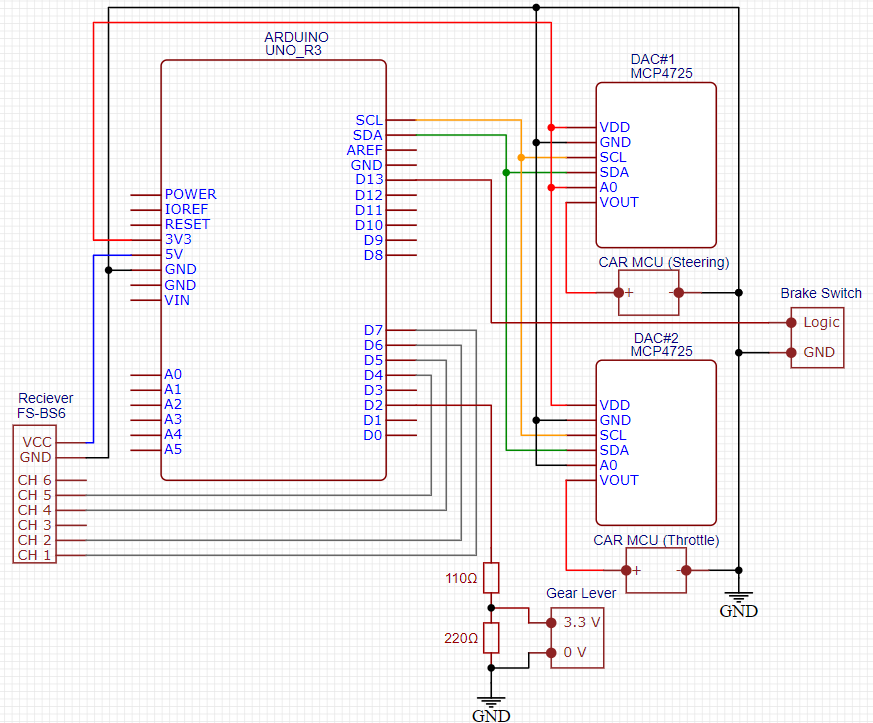 ARDUINO
UNO_R3
SCL
SDA
AREF
GND
D13
D12
D11
D10
D9
D8
POWER
IOREF
RESET
3V3
5V
GND
GND
VIN
D7
D6
D5
D4
D3
D2
D1
D0
A0
A1
A2
A3
A4
A5
DAC#1
MCP4725
VDD
GND
SCL
SDA
A0
VOUT
CAR MCU (Steering)
+
-
Brake Switch
Logic
GND
DAC#2
MCP4725
VDD
GND
SCL
SDA
A0
VOUT
CAR MCU (Throttle)
+
-
GND
Reciever
FS-BS6
VCC
GND
CH 6
CH 5
CH 4
CH 3
CH 2
CH 1
110Ω
220Ω
Gear Lever
3.3 V
0 V
GND